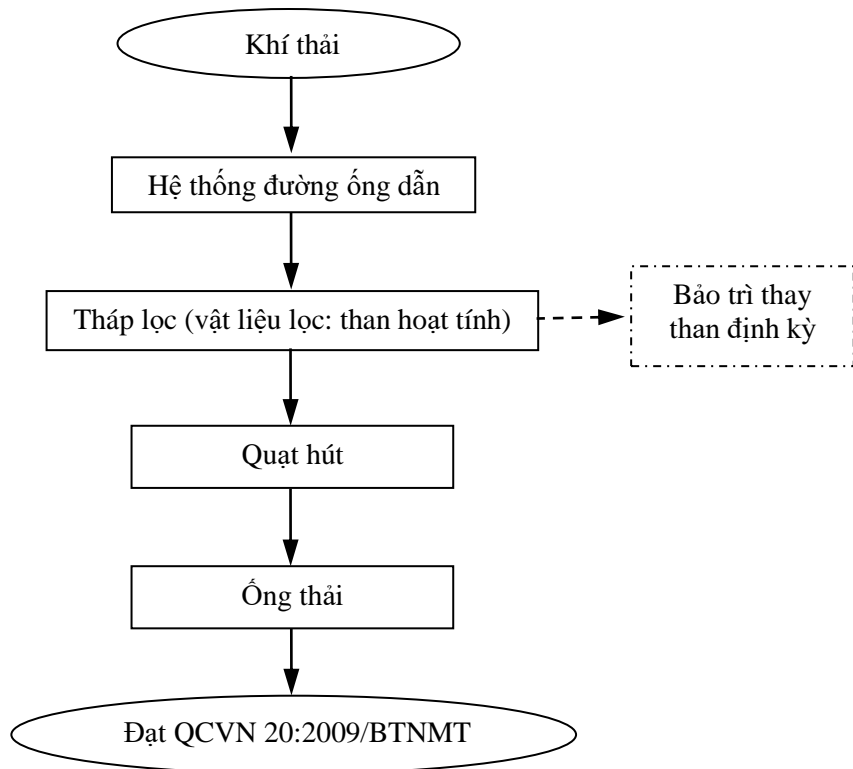 Khí thải
Hệ thống đường ống dẫn
Tháp lọc (vật liệu lọc: than hoạt tính)
Bảo trì thay
than định kỳ
Quạt hút
Ống thải
Đạt QCVN 20:2009/BTNMT